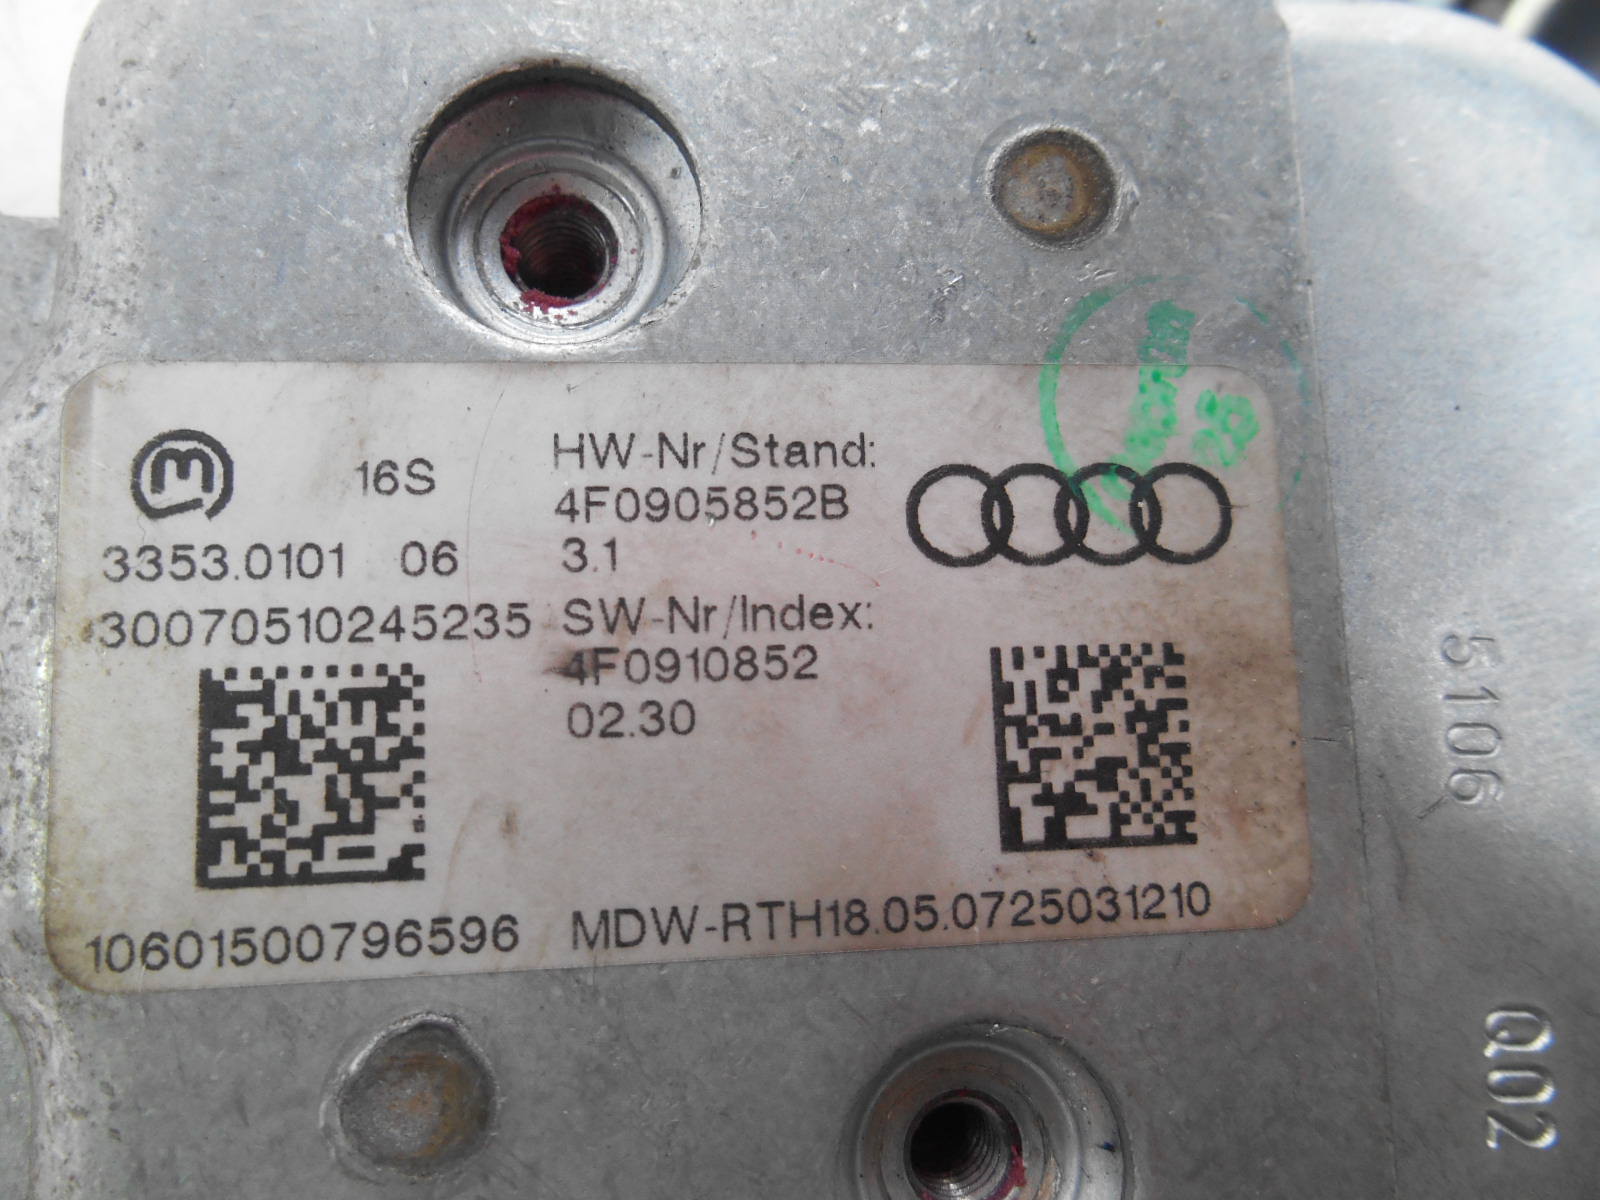 m
16S
3353.0101 06
30070510245235
HW-Nr/Stand:
4F0905852B
3.1
SW-Nr/Index:
4F0910852
02.30
10601500796596
MDW-RTH18.05.0725031210
5106
Q02